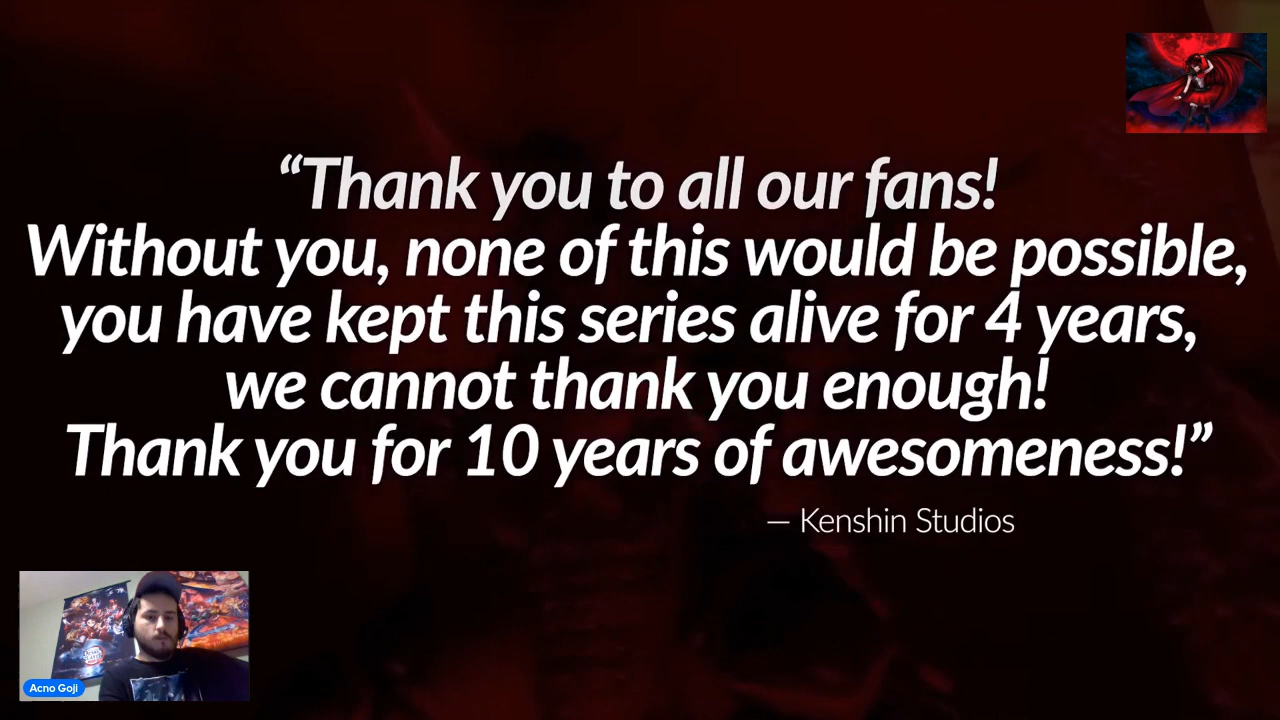 “Thank you to all our fans!
Without you, none of this would be possible,
you have kept this series alive for 4 years,
we cannot thank you enough!
Thank you for 10 years of awesomeness!”
– Kenshin Studios
Acno Goji